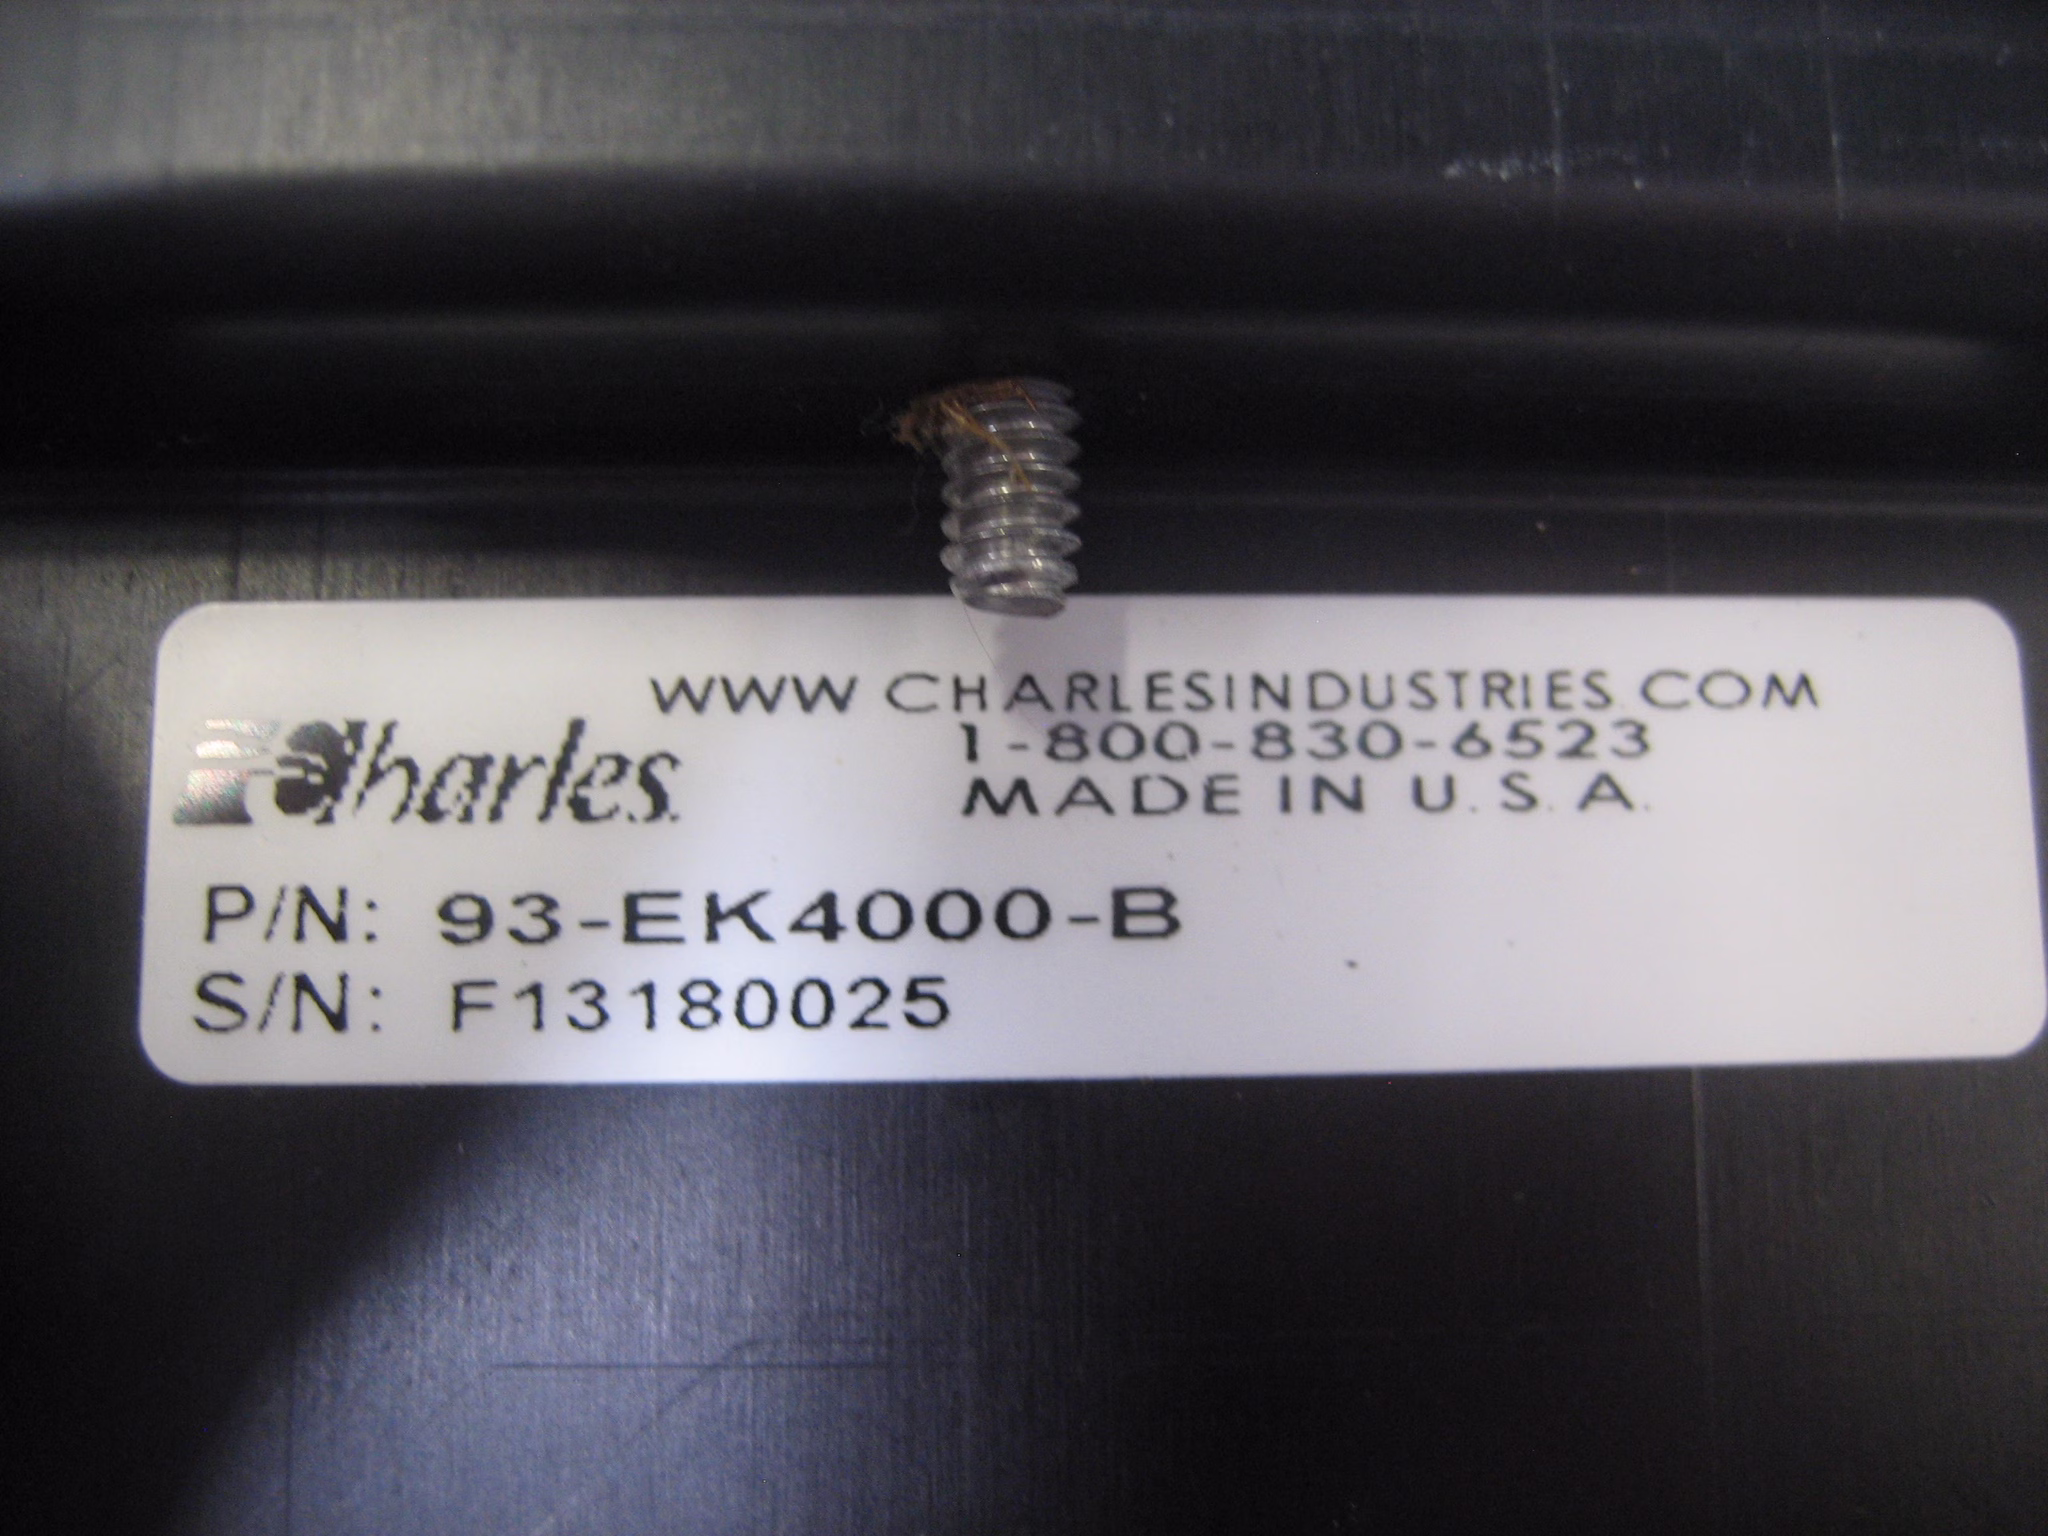 WWW.CHARLESINDUSTRIES.COM
Charles
1-800-830-6523
MADE IN U.S.A.
P/N: 93-EK4000-B
S/N: F13180025